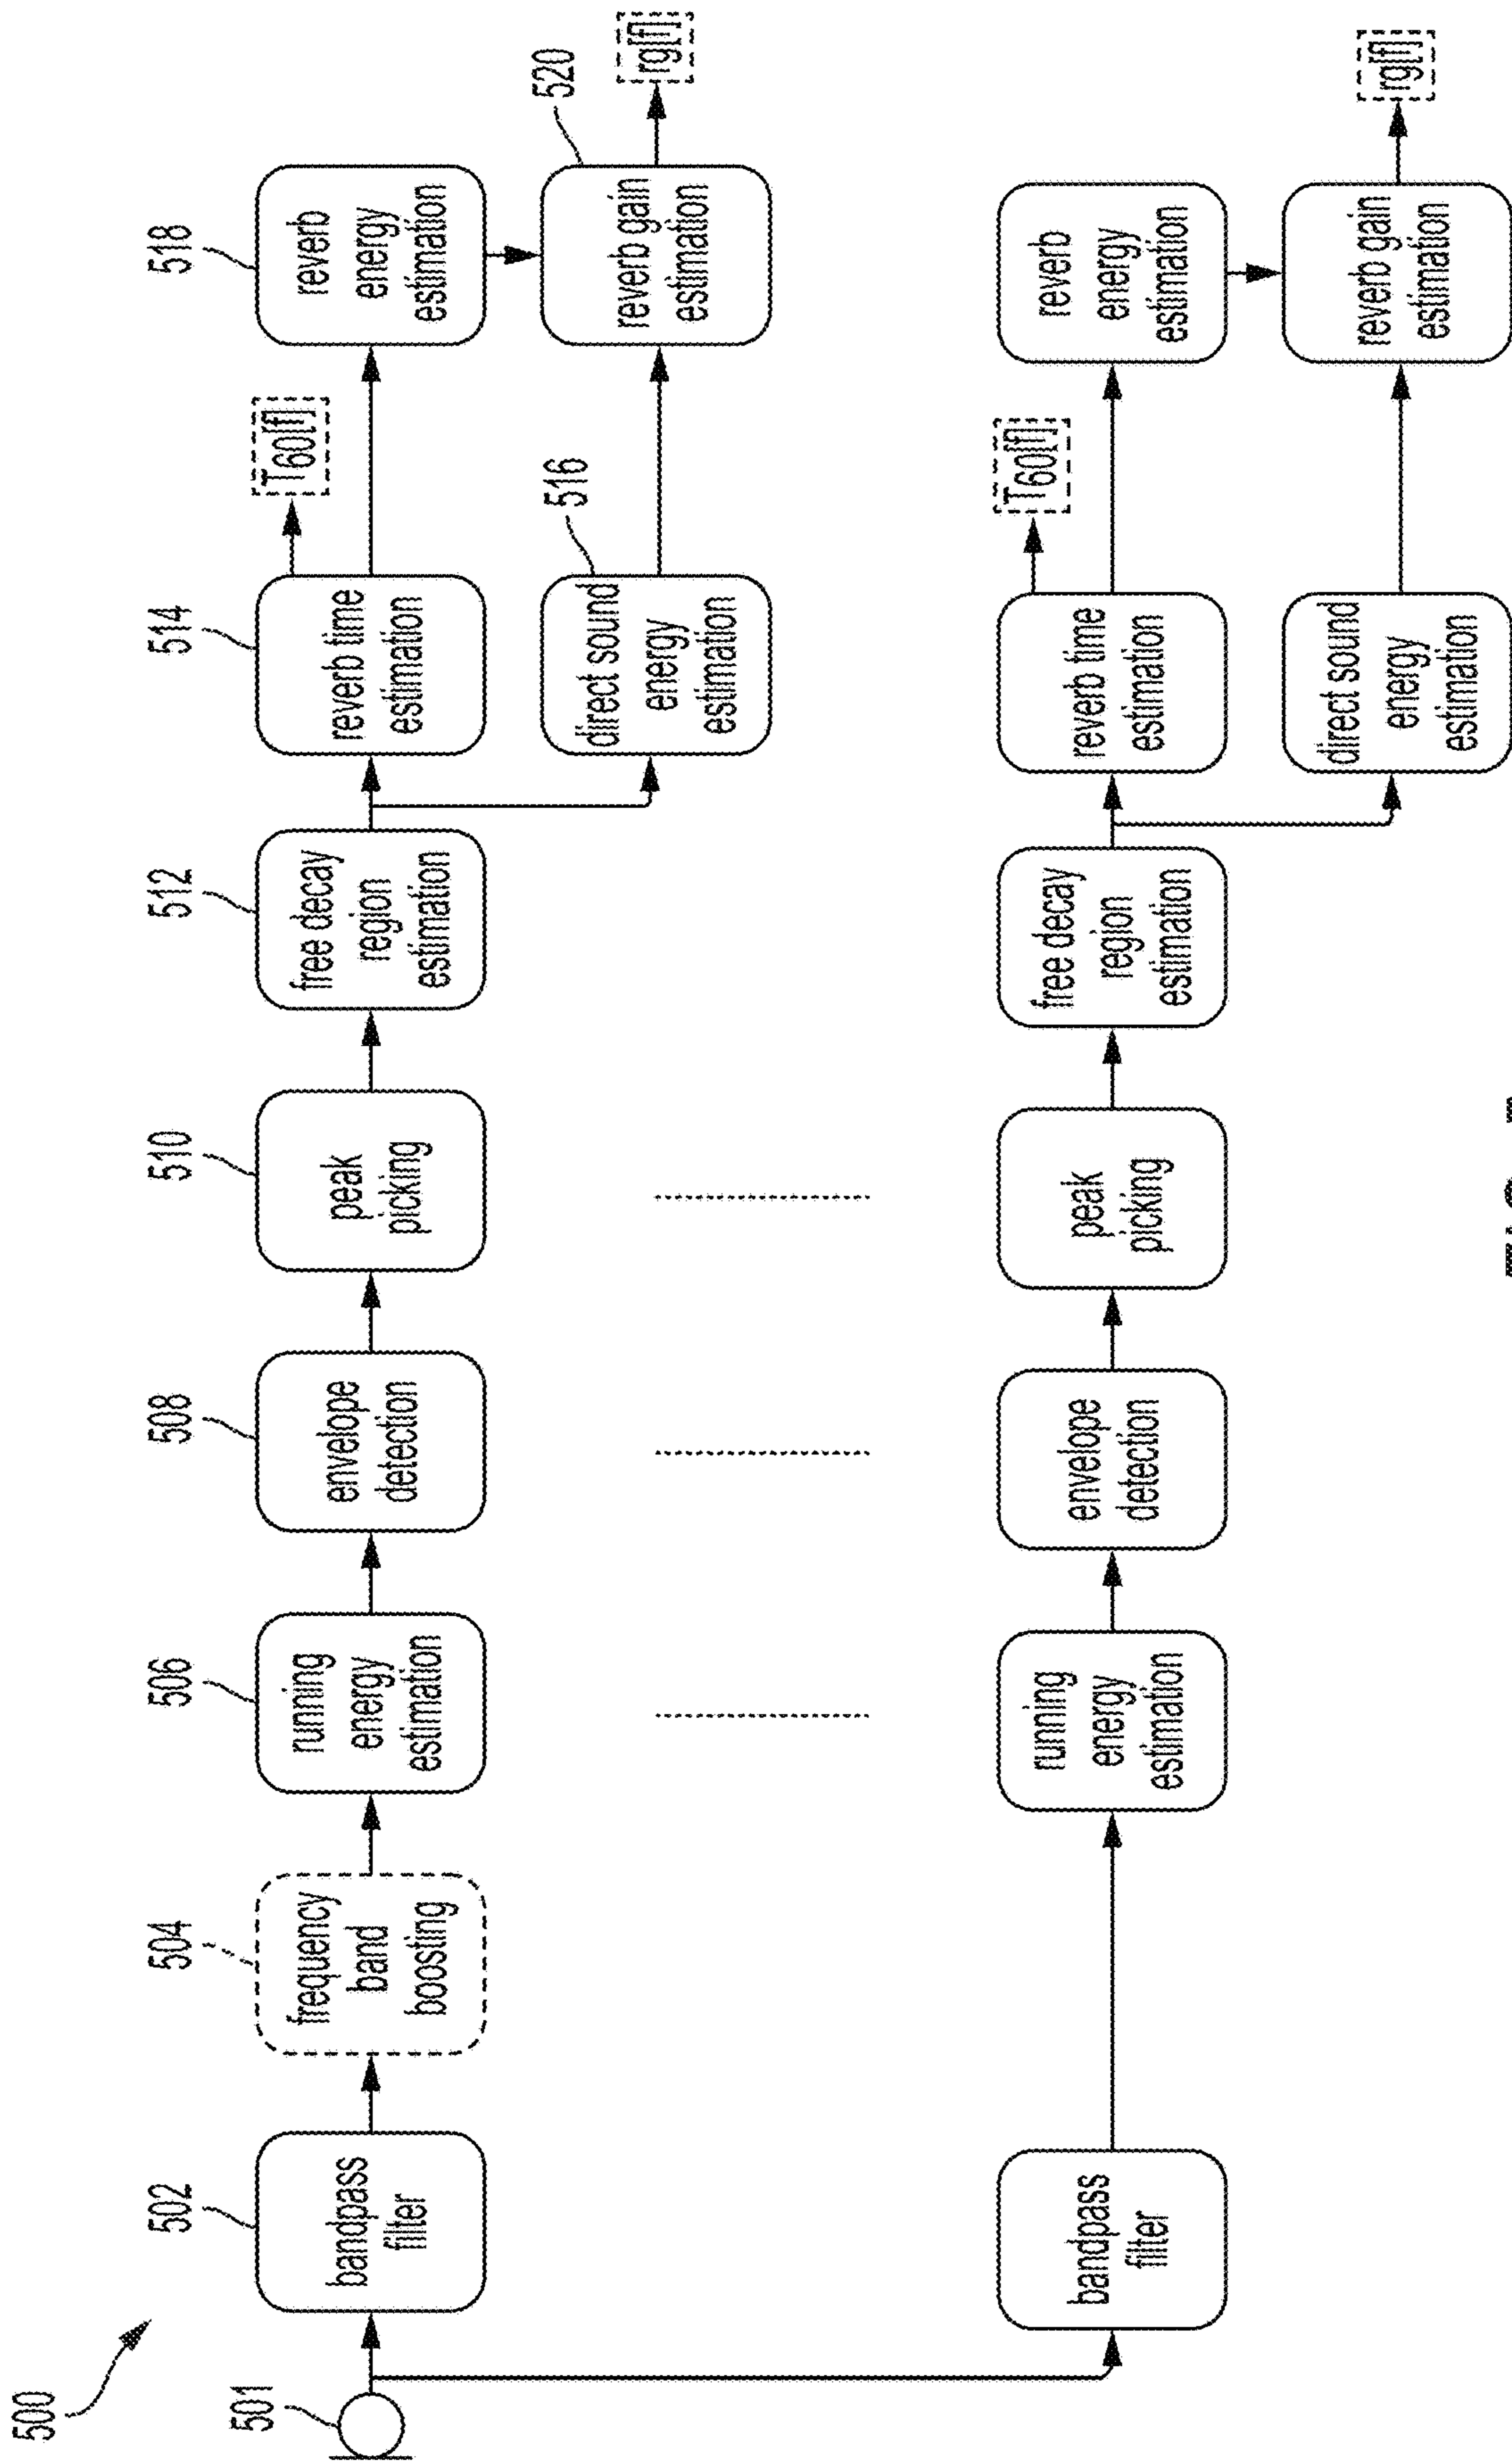 500
501
502
bandpass
filter
504
frequency
band
boosting
506
running
energy
estimation
508
envelope
detection
510
peak
picking
512
free decay
region
estimation
514
reverb time
estimation
T60[f]
516
direct sound
energy
estimation
518
reverb
energy
estimation
520
reverb gain
estimation
rg[f]
bandpass
filter
running
energy
estimation
envelope
detection
peak
picking
free decay
region
estimation
reverb time
estimation
T60[f]
direct sound
energy
estimation
reverb
energy
estimation
reverb gain
estimation
rg[f]